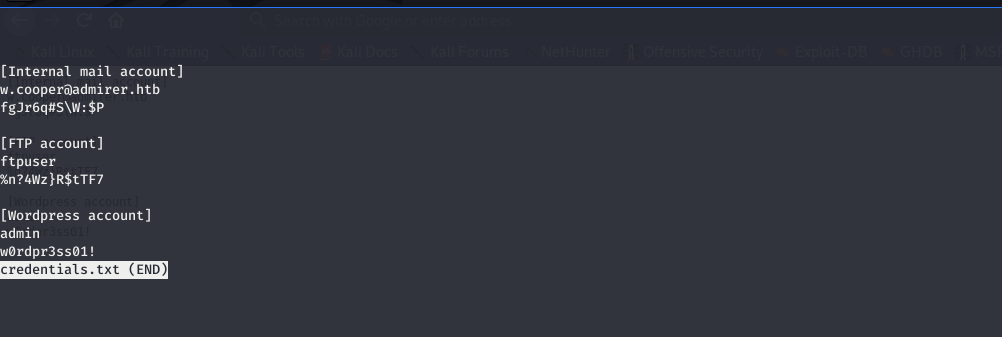 Search with Google or enter address
Kali Linux Kali Training Kali Tools Kali Docs Kali Forums NetHunter Offensive Security Exploit-DB GHDB MSF
[Internal mail account]
w.cooper@admirer.htb
fgJr6q#S\W:$P
[FTP account]
ftpuser
%n?4Wz}R$tTF7
[Wordpress account]
admin
w0rdpr3ss01!
credentials.txt (END)